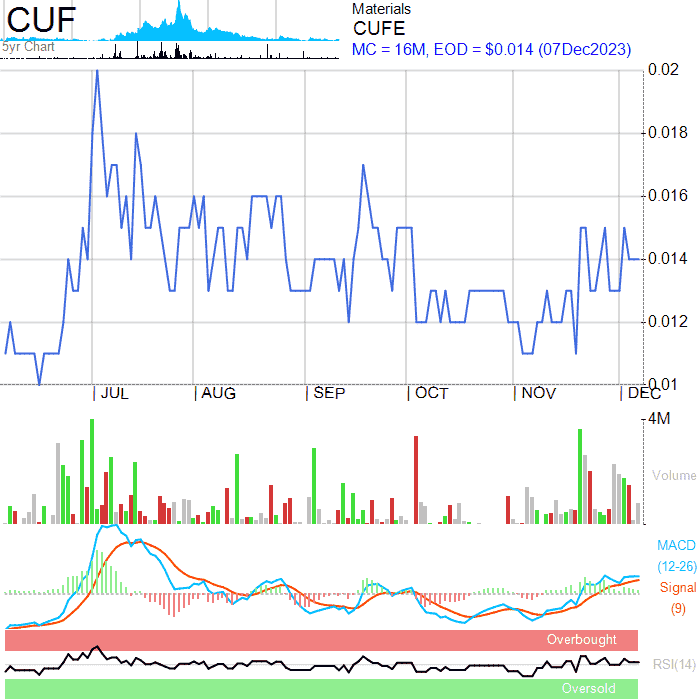 CUF
5yr Chart
Materials
CUFE
MC = 16M, EOD = $0.014 (07Dec2023)
0.02
0.018
0.016
0.014
0.012
0.01
JUL AUG SEP OCT NOV DEC
4M
Volume
MACD
(12-26)
Signal
(9)
Overbought
RSI(14)
Oversold